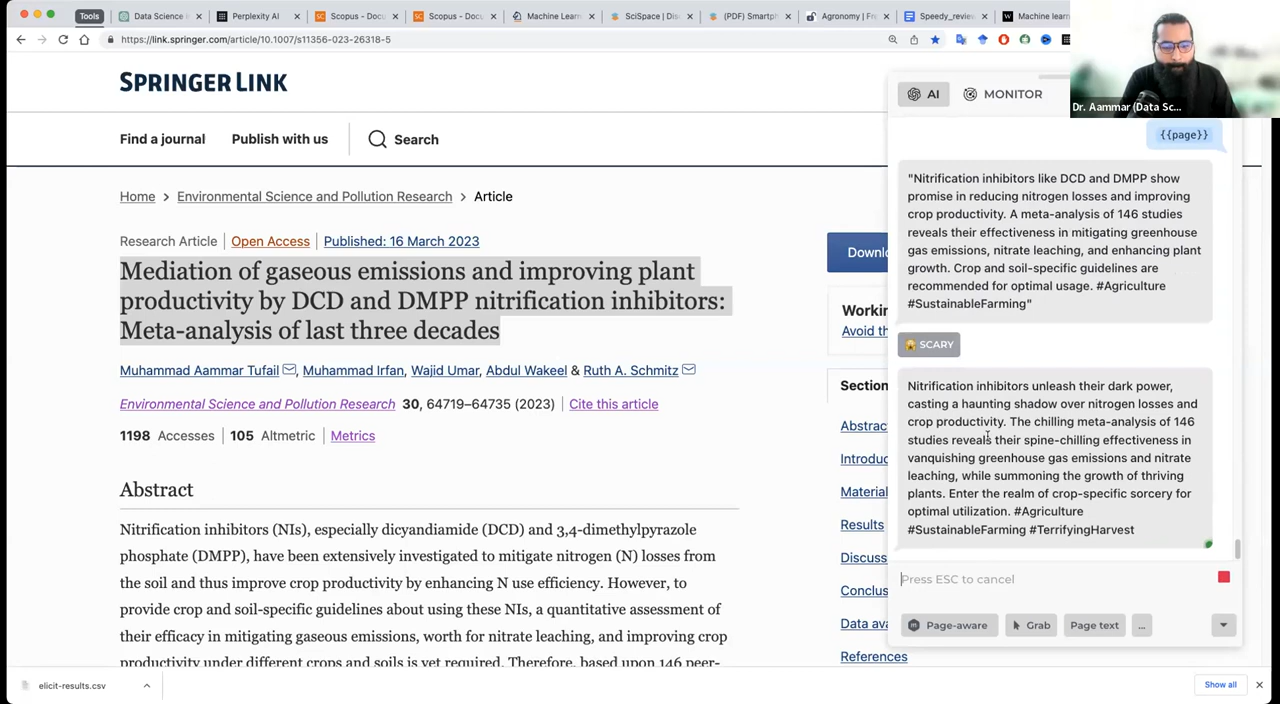 Tools
Data Science
Perplexity AI
Scopus - Docu
Scopus - Docu
Machine Learn
SciSpace | Dis
(PDF) Smartph
Agronomy | Fr
Speedy_revie
Machine learn
https://link.springer.com/article/10.1007/s11356-023-26318-5
Dr. Aammar (Data Sc...
SPRINGER LINK
Find a journal
Publish with us
Search
Home > Environmental Science and Pollution Research > Article
Research Article | Open Access | Published: 16 March 2023
Mediation of gaseous emissions and improving plant
productivity by DCD and DMPP nitrification inhibitors:
Meta-analysis of last three decades
Muhammad Aammar Tufail, Muhammad Irfan, Wajid Umar, Abdul Wakeel & Ruth A. Schmitz
Environmental Science and Pollution Research 30, 64719–64735 (2023) | Cite this article
1198 Accesses | 105 Altmetric | Metrics
Abstract
Nitrification inhibitors (NIs), especially dicyandiamide (DCD) and 3,4-dimethylpyrazole
phosphate (DMPP), have been extensively investigated to mitigate nitrogen (N) losses from
the soil and thus improve crop productivity by enhancing N use efficiency. However, to
provide crop and soil-specific guidelines about using these NIs, a quantitative assessment of
their efficacy in mitigating gaseous emissions, worth for nitrate leaching, and improving crop
productivity under different crops and soils is yet required. Therefore, based upon 146 peer-
Downlo
Workin
Avoid th
Section
Abstrac
Introduc
Material
Results
Discuss
Conclus
Data ava
References
AI
MONITOR
{{page}}
"Nitrification inhibitors like DCD and DMPP show
promise in reducing nitrogen losses and improving
crop productivity. A meta-analysis of 146 studies
reveals their effectiveness in mitigating greenhouse
gas emissions, nitrate leaching, and enhancing plant
growth. Crop and soil-specific guidelines are
recommended for optimal usage. #Agriculture
#SustainableFarming"
SCARY
Nitrification inhibitors unleash their dark power,
casting a haunting shadow over nitrogen losses and
crop productivity. The chilling meta-analysis of 146
studies reveals their spine-chilling effectiveness in
vanquishing greenhouse gas emissions and nitrate
leaching, while summoning the growth of thriving
plants. Enter the realm of crop-specific sorcery for
optimal utilization. #Agriculture
#SustainableFarming #TerrifyingHarvest
Press ESC to cancel
Page-aware
Grab
Page text
...
elicit-results.csv
Show all